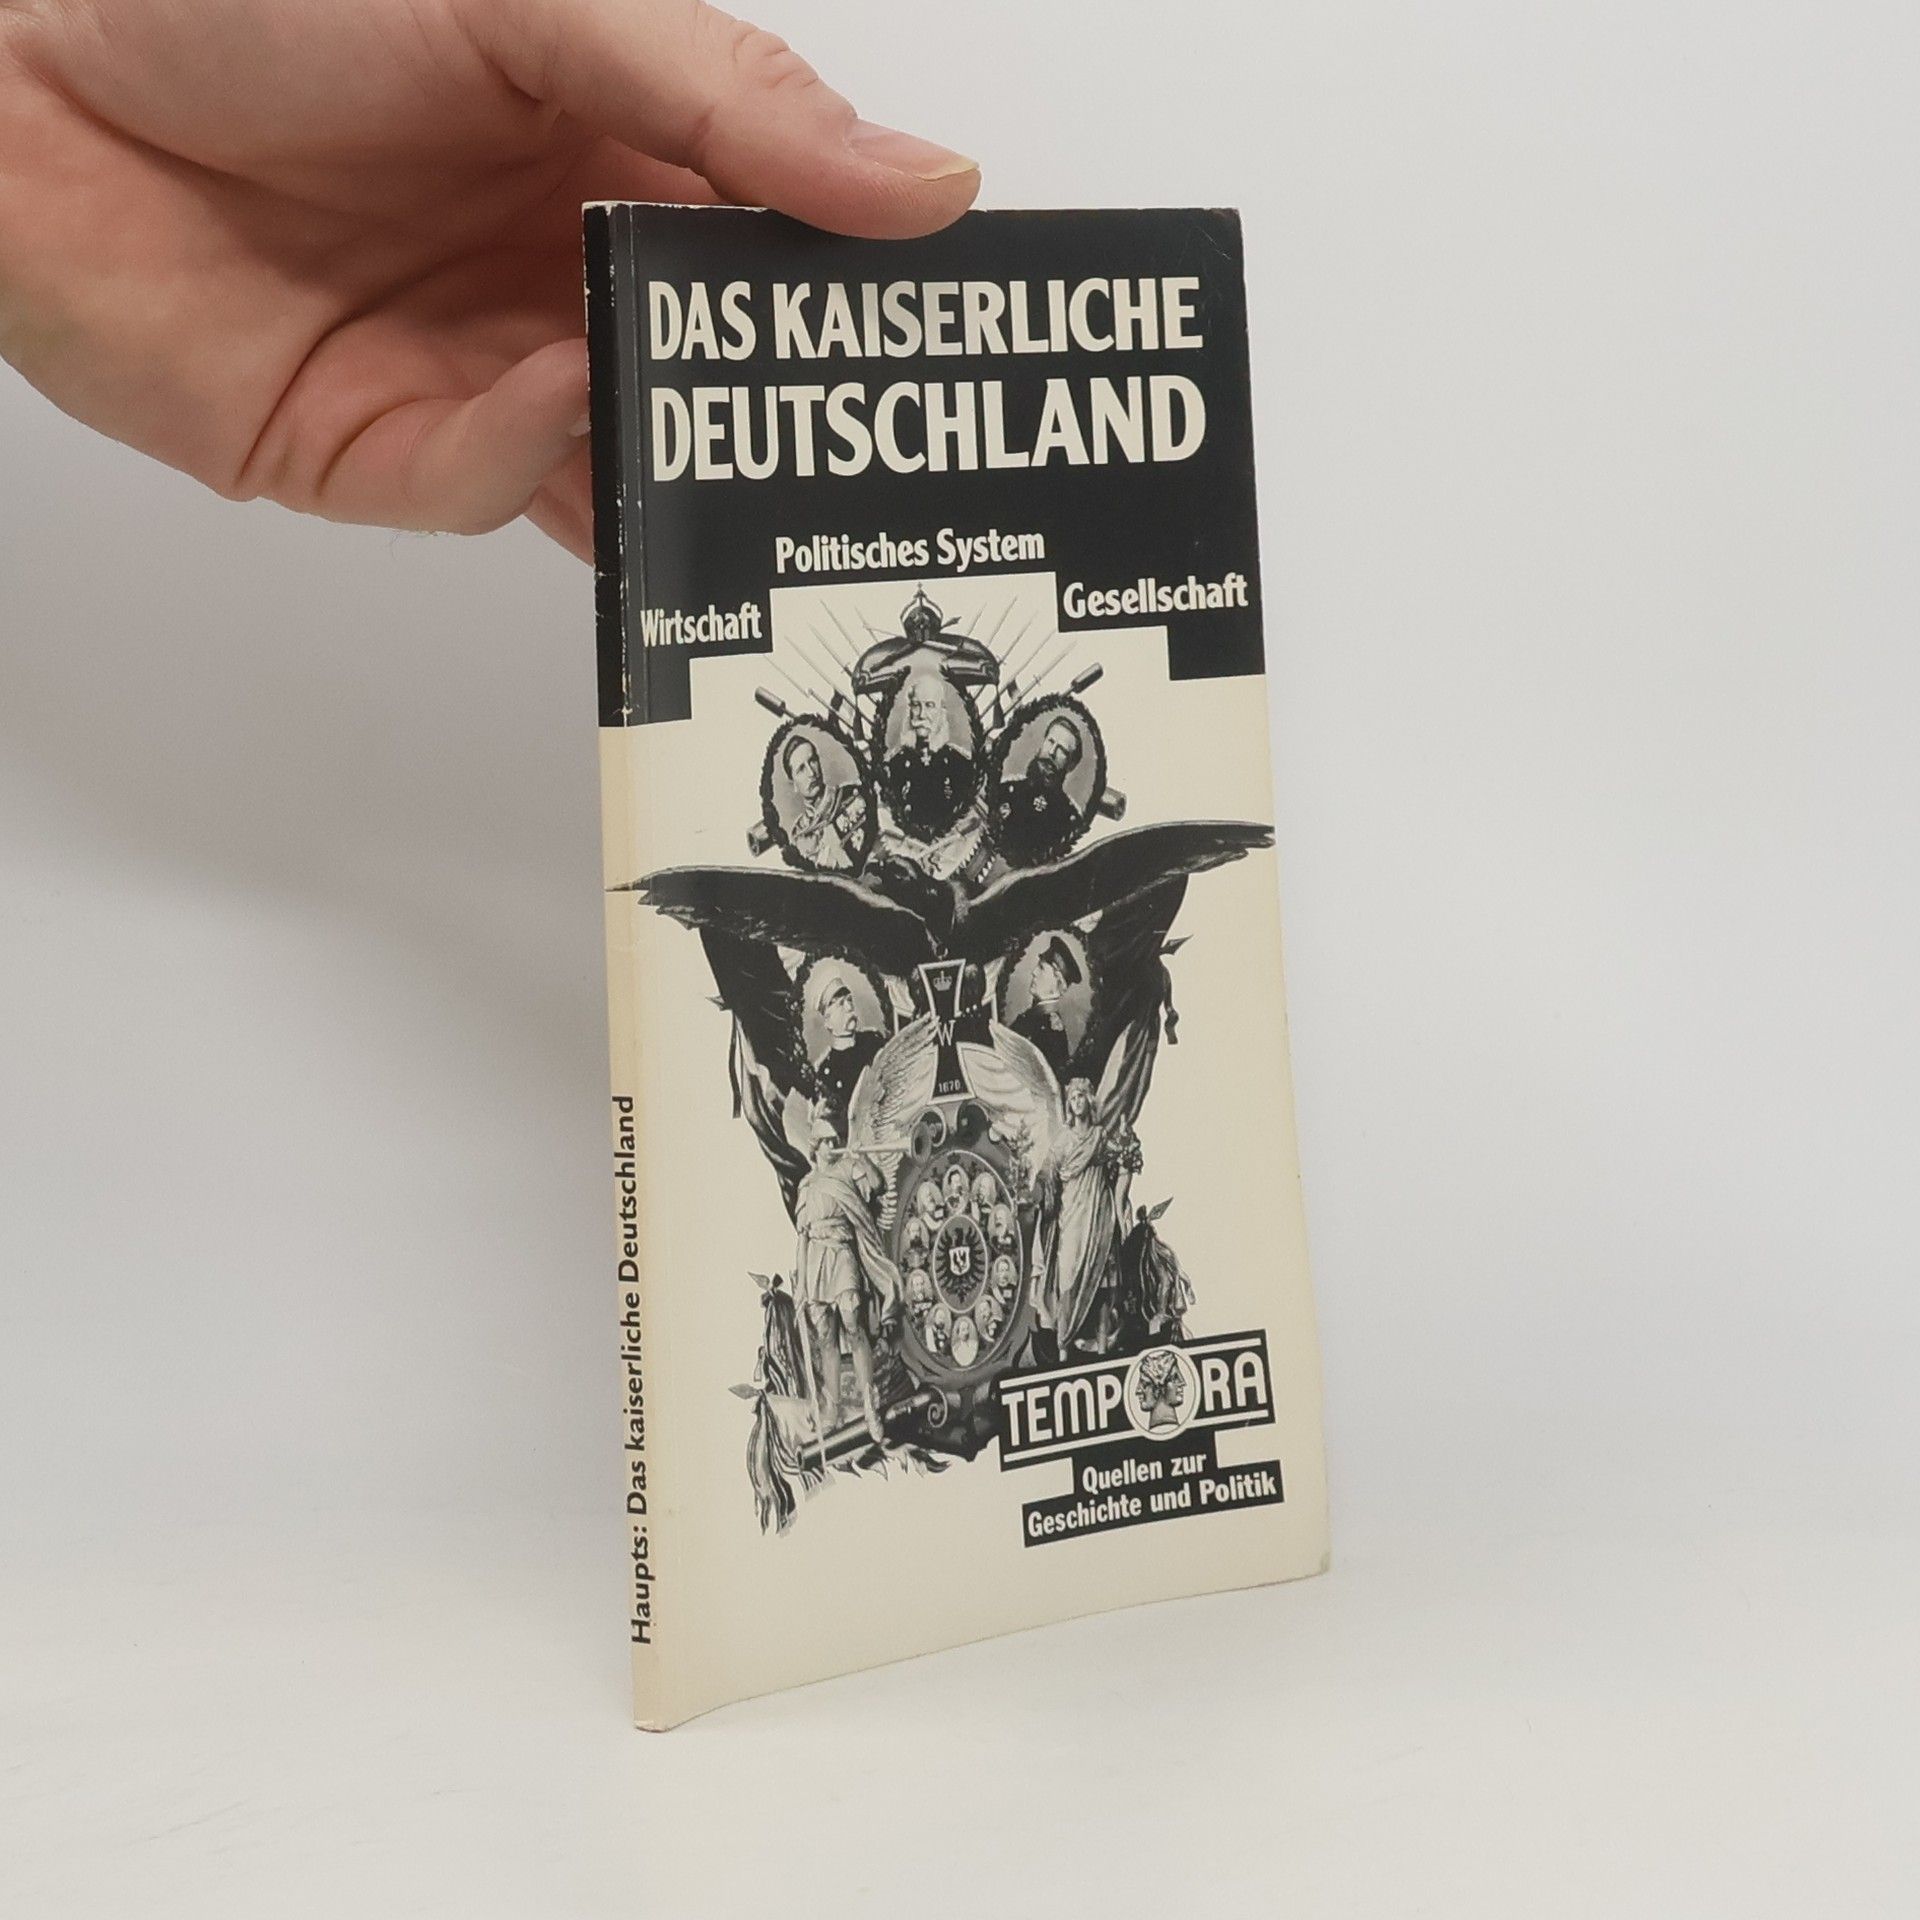 DAS KAISERLICHE
DEUTSCHLAND
Politisches System
Wirtschaft
Gesellschaft
W
1870
TEMPORA
Quellen zur
Geschichte und Politik
Haupts: Das kaiserliche Deutschland